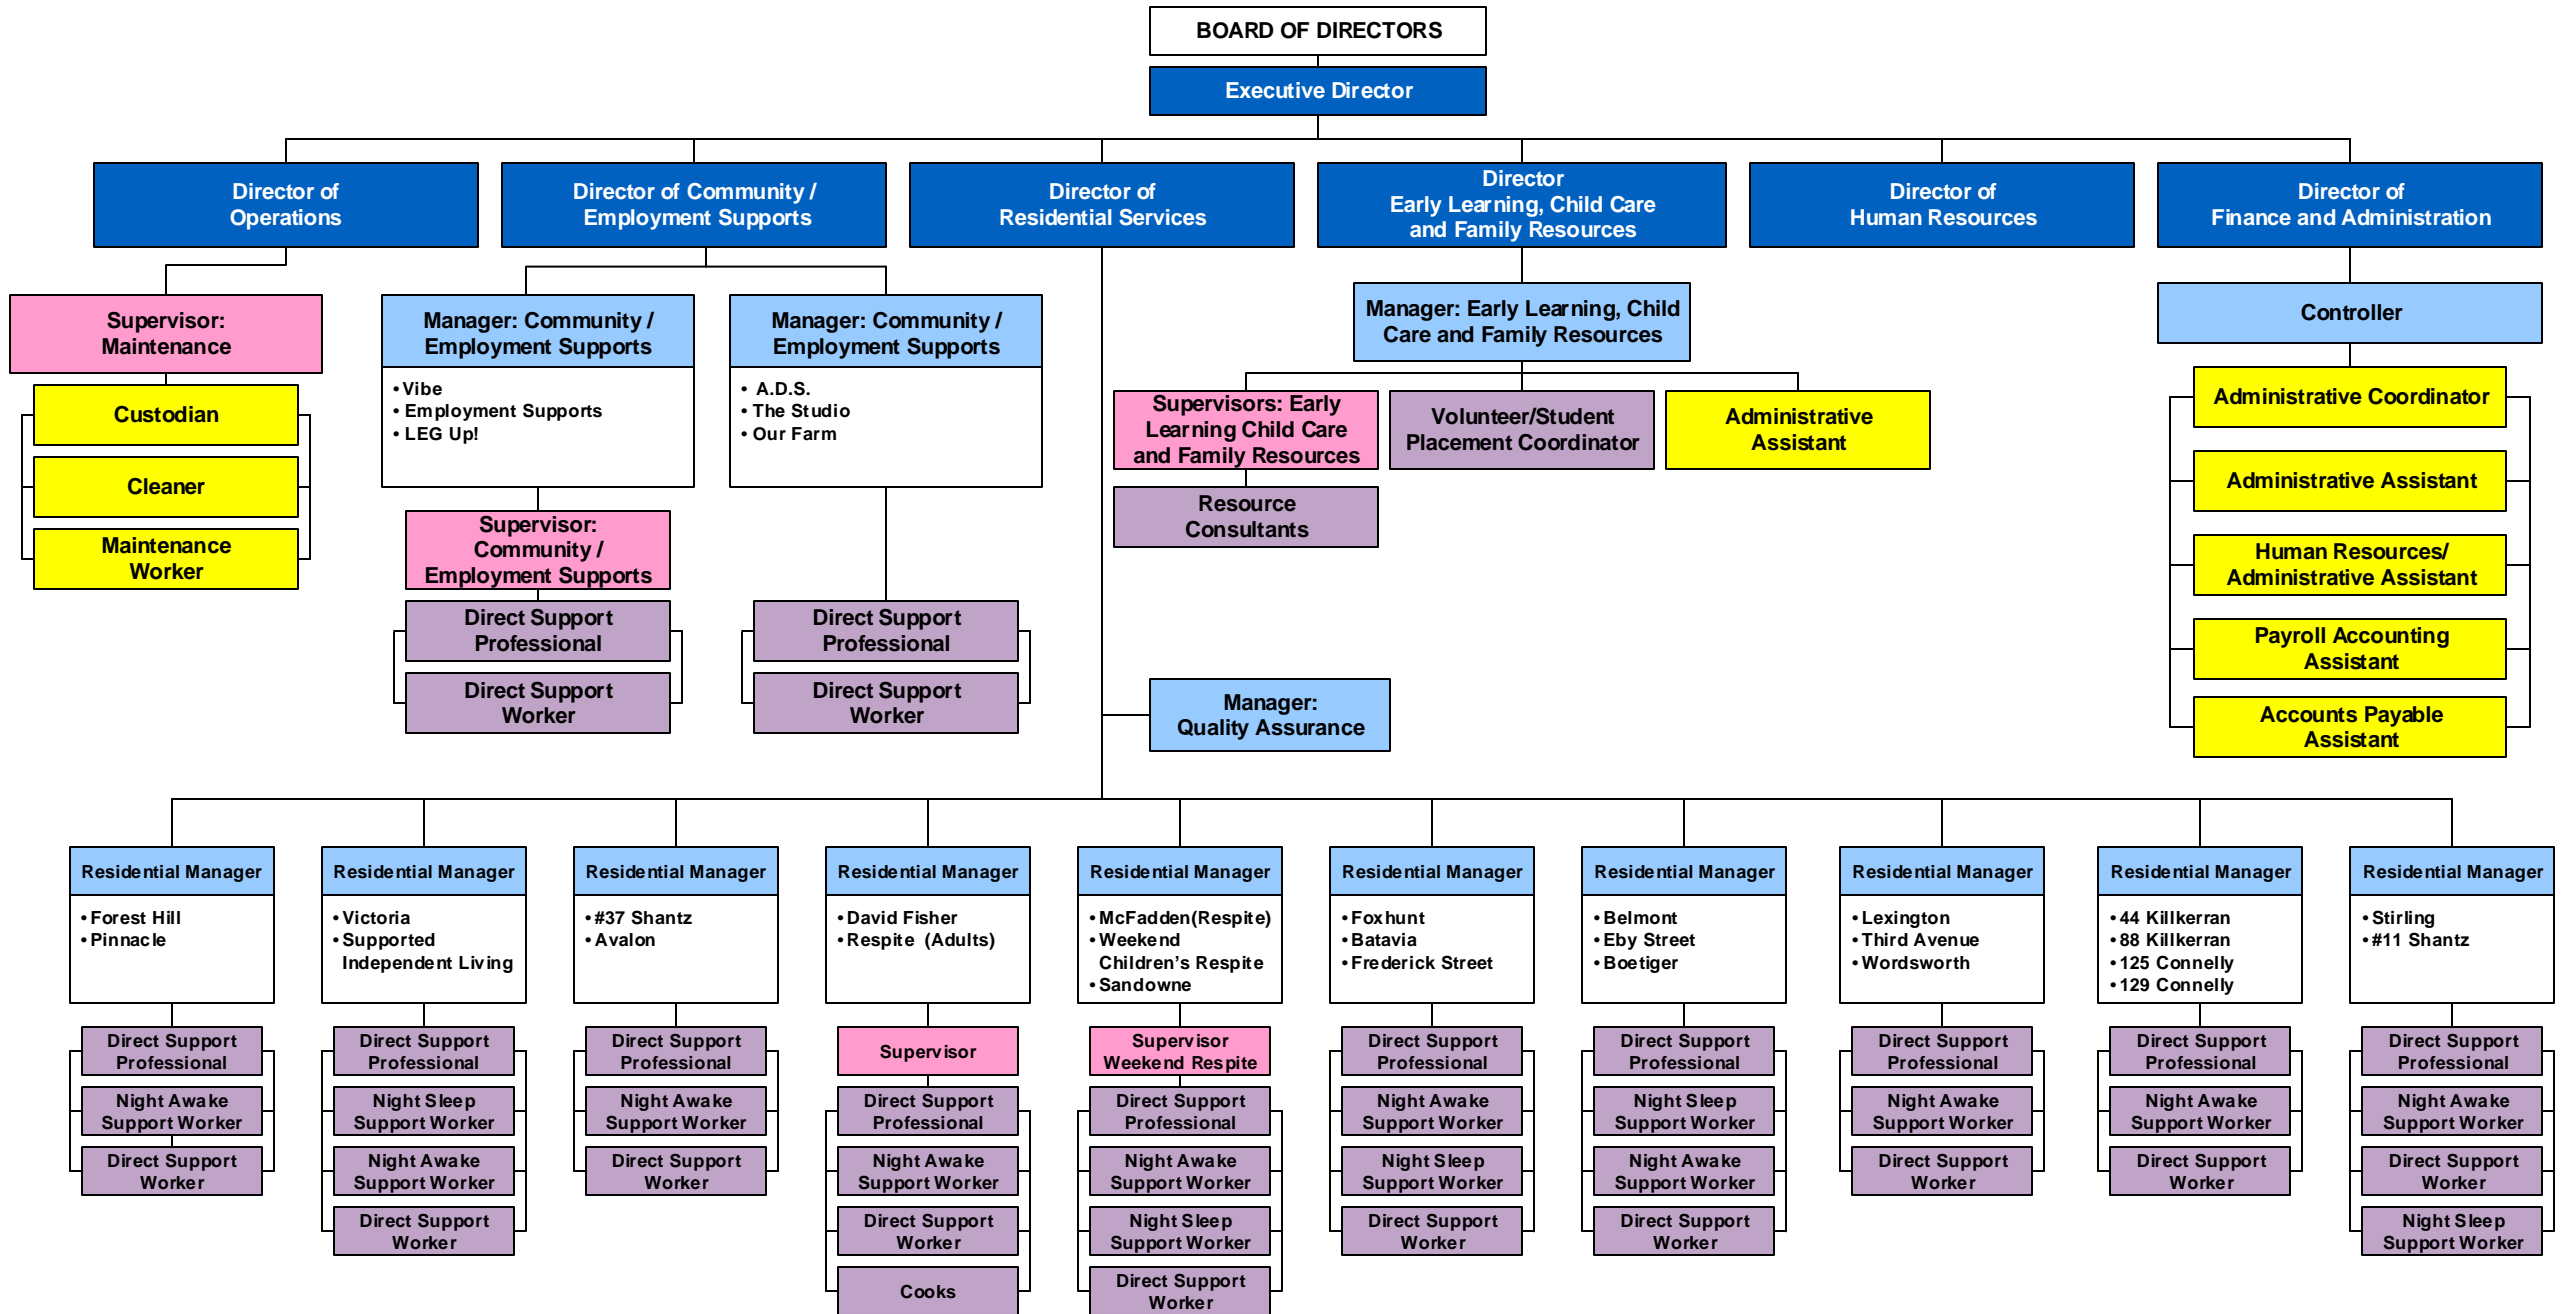 BOARD OF DIRECTORS
Executive Director
Director of
Operations
Director of Community /
Employment Supports
Director of
Residential Services
Director
Early Learning, Child Care
and Family Resources
Director of
Human Resources
Director of
Finance and Administration
Supervisor:
Maintenance
Custodian
Cleaner
Maintenance
Worker
Manager: Community /
Employment Supports
• Vibe
• Employment Supports
• LEG Up!
Supervisor:
Community /
Employment Supports
Direct Support
Professional
Direct Support
Worker
Manager: Community /
Employment Supports
• A.D.S.
• The Studio
• Our Farm
Direct Support
Professional
Direct Support
Worker
Manager: Early Learning, Child
Care and Family Resources
Supervisors: Early
Learning Child Care
and Family Resources
Resource
Consultants
Volunteer/Student
Placement Coordinator
Administrative
Assistant
Controller
Administrative Coordinator
Administrative Assistant
Human Resources/
Administrative Assistant
Payroll Accounting
Assistant
Accounts Payable
Assistant
Manager:
Quality Assurance
Residential Manager
• Forest Hill
• Pinnacle
Direct Support
Professional
Night Awake
Support Worker
Direct Support
Worker
Residential Manager
• Victoria
• Supported
Independent Living
Direct Support
Professional
Night Sleep
Support Worker
Night Awake
Support Worker
Direct Support
Worker
Residential Manager
• #37 Shantz
• Avalon
Direct Support
Professional
Night Awake
Support Worker
Direct Support
Worker
Residential Manager
• David Fisher
• Respite (Adults)
Supervisor
Direct Support
Professional
Night Awake
Support Worker
Direct Support
Worker
Cooks
Residential Manager
• McFadden(Respite)
• Weekend
Children's Respite
• Sandowne
Supervisor
Weekend Respite
Direct Support
Professional
Night Awake
Support Worker
Night Sleep
Support Worker
Direct Support
Worker
Residential Manager
• Foxhunt
• Batavia
• Frederick Street
Direct Support
Professional
Night Awake
Support Worker
Night Sleep
Support Worker
Direct Support
Worker
Residential Manager
• Belmont
• Eby Street
• Boetiger
Direct Support
Professional
Night Sleep
Support Worker
Night Awake
Support Worker
Direct Support
Worker
Residential Manager
• Lexington
• Third Avenue
• Wordsworth
Direct Support
Professional
Night Awake
Support Worker
Direct Support
Worker
Residential Manager
• 44 Killkerran
• 88 Killkerran
• 125 Connelly
• 129 Connelly
Direct Support
Professional
Night Awake
Support Worker
Direct Support
Worker
Residential Manager
• Stirling
• #11 Shantz
Direct Support
Professional
Night Awake
Support Worker
Direct Support
Worker
Night Sleep
Support Worker